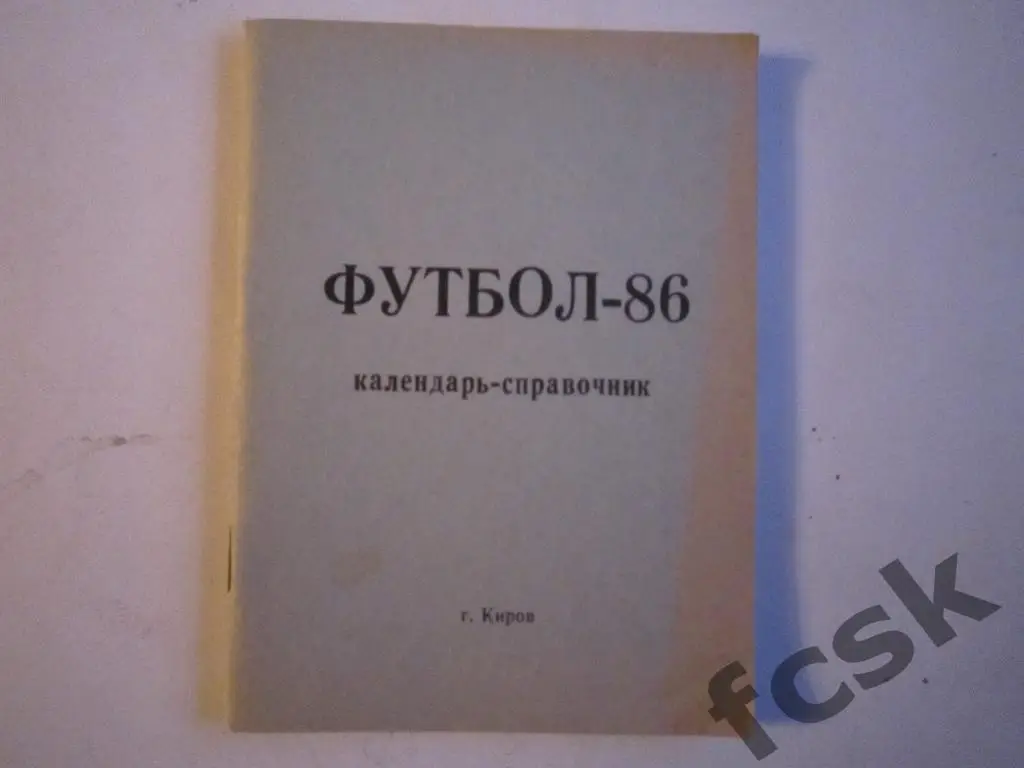 ФУТБОЛ-86
календарь-справочник
г. Киров
fcsk